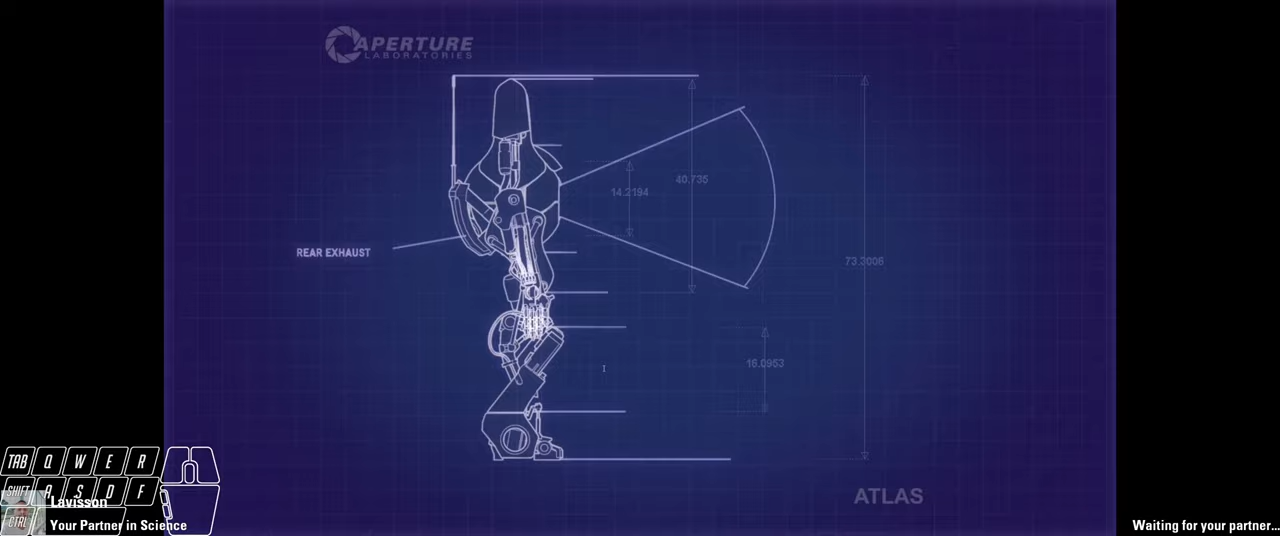 APERTURE
LABORATORIES
14.2194
40.735
REAR EXHAUST
73.3006
16.0953
TAB Q W E R
SHIFT A S D F
CTRL
Lavisson
Your Partner in Science
ATLAS
Waiting for your partner...